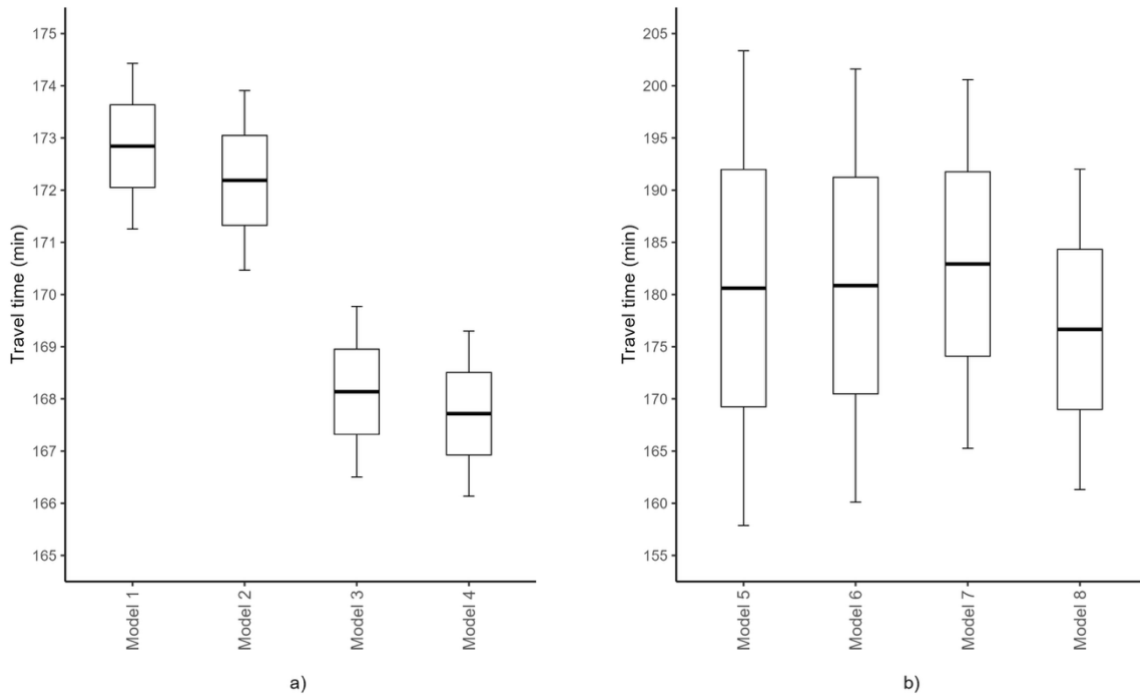 Travel time (min)
175
174
173
172
171
170
169
168
167
166
165
Model 1
Model 2
Model 3
Model 4
a)
Travel time (min)
205
200
195
190
185
180
175
170
165
160
155
Model 5
Model 6
Model 7
Model 8
b)